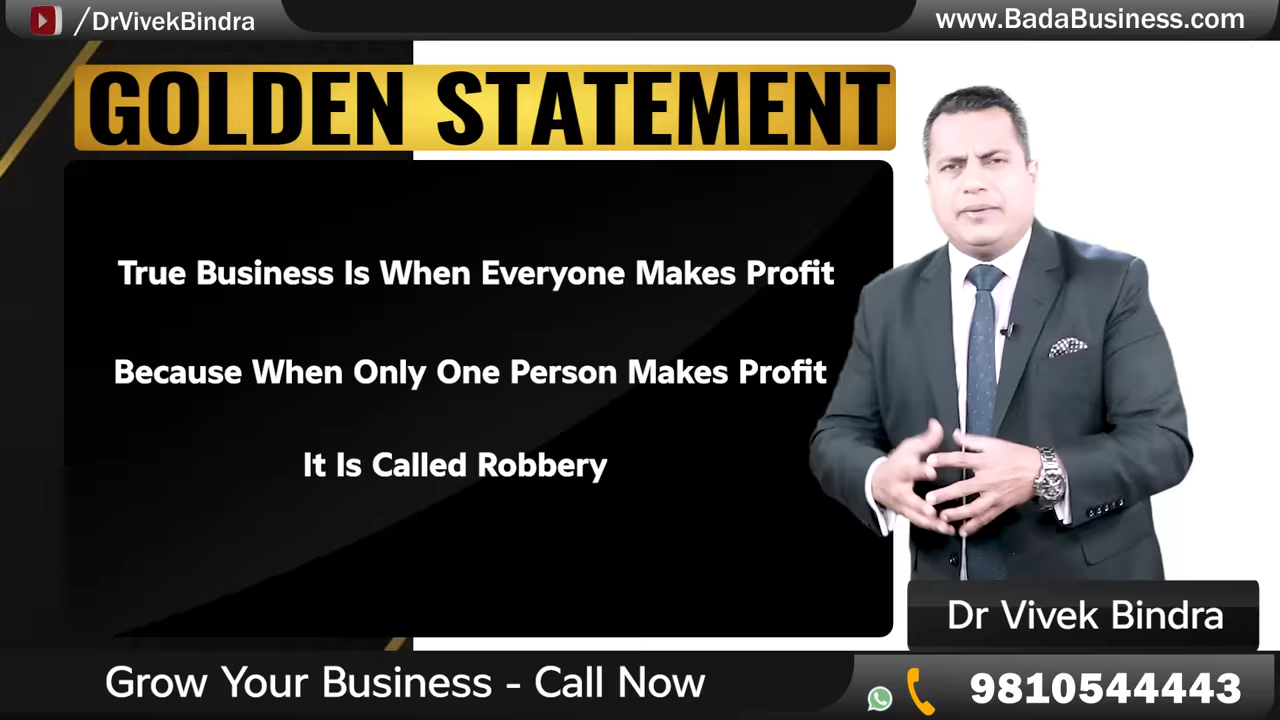 /DrVivekBindra
www.BadaBusiness.com
GOLDEN STATEMENT
True Business Is When Everyone Makes Profit
Because When Only One Person Makes Profit
It Is Called Robbery
Dr Vivek Bindra
Grow Your Business - Call Now
9810544443